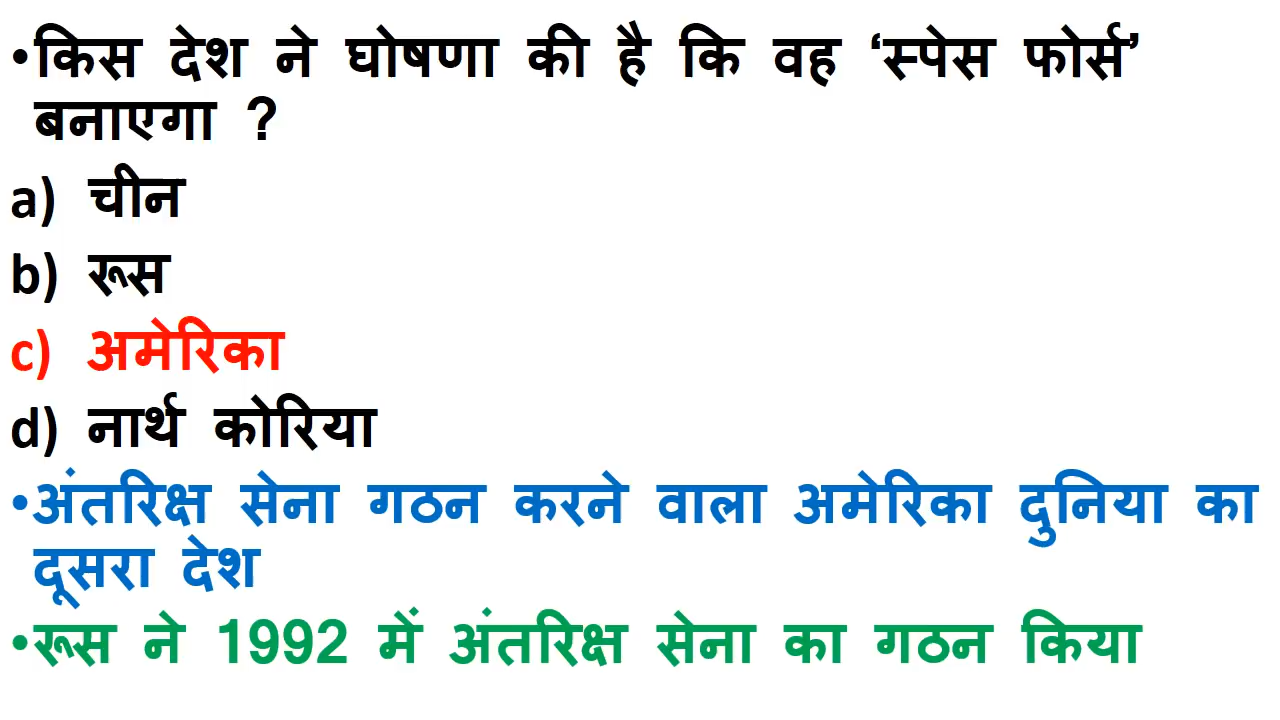 •किस देश ने घोषणा की है कि वह ‘स्पेस फोर्स’
बनाएगा ?
a) चीन
b) रूस
c) अमेरिका
d) नार्थ कोरिया
•अंतरिक्ष सेना गठन करने वाला अमेरिका दुनिया का
दूसरा देश
•रूस ने 1992 में अंतरिक्ष सेना का गठन किया